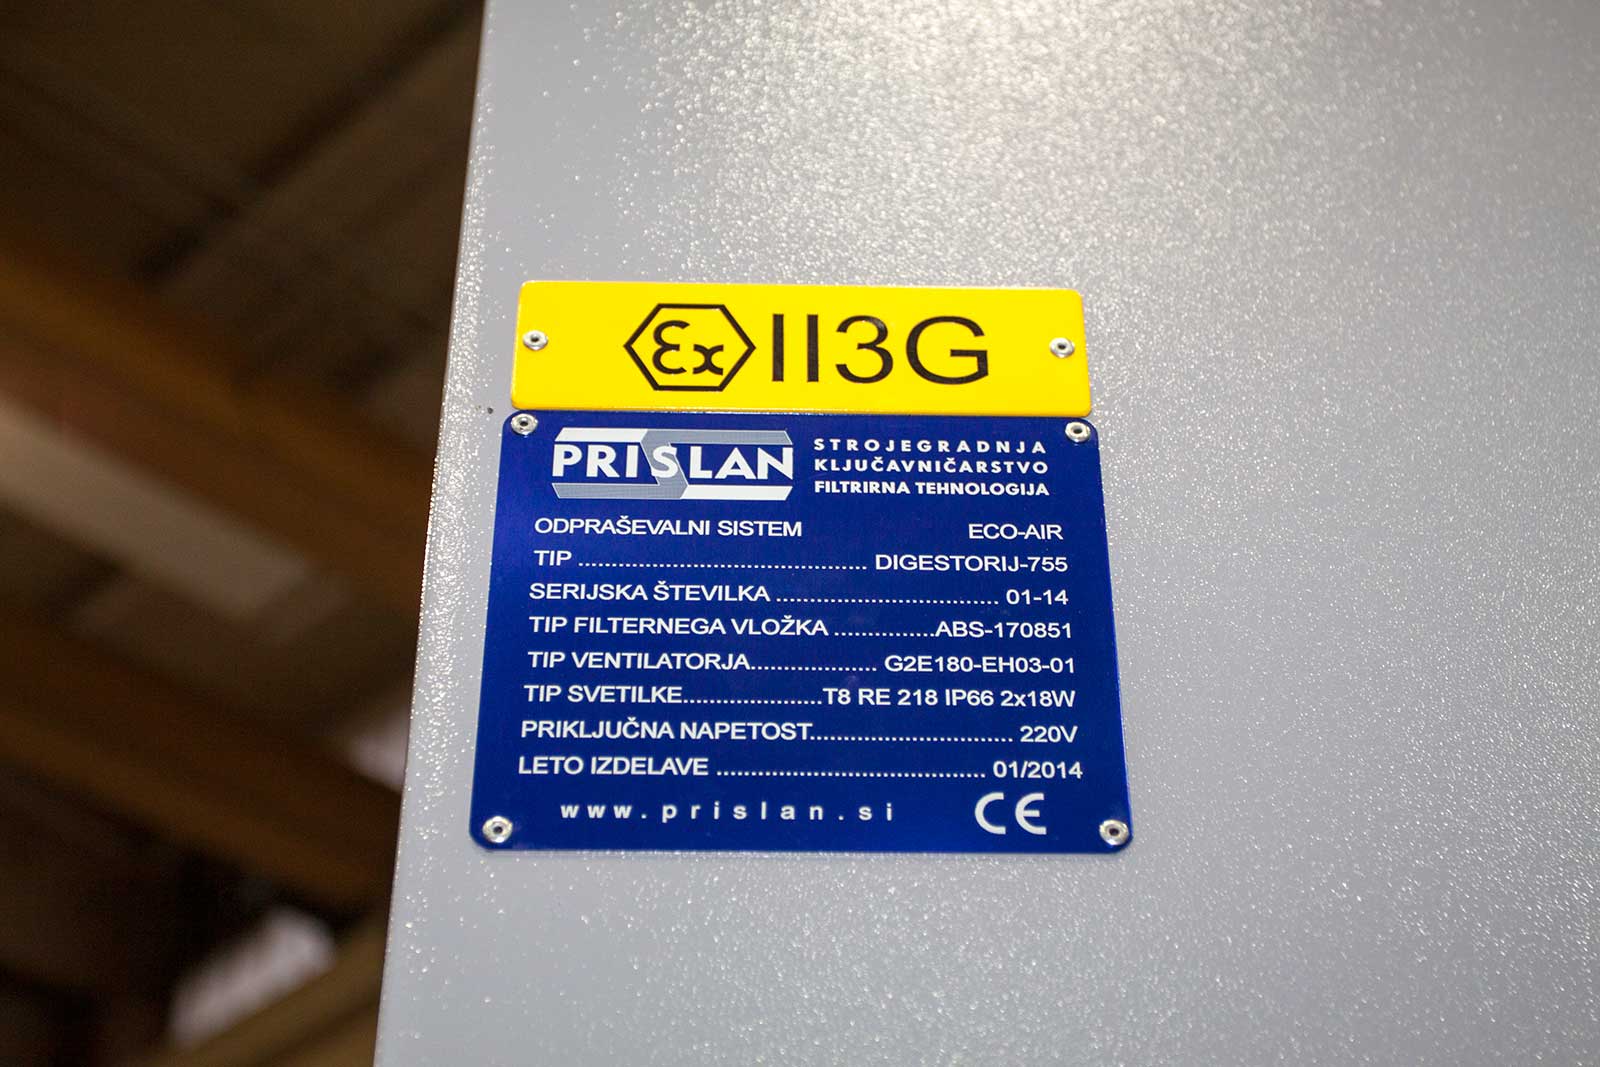 Ex II3G
PRISLAN
STROJEGRADNJA
KLJUČAVNIČARSTVO
FILTRIRNA TEHNOLOGIJA
ODPRAŠEVALNI SISTEM ECO-AIR
TIP .......................................... DIGESTORIJ-755
SERIJSKA ŠTEVILKA ................................. 01-14
TIP FILTERNEGA VLOŽKA ...............ABS-170851
TIP VENTILATORJA................... G2E180-EH03-01
TIP SVETILKE.....................T8 RE 218 IP66 2x18W
PRIKLJUČNA NAPETOST.............................. 220V
LETO IZDELAVE ........................................ 01/2014
www.prislan.si CE